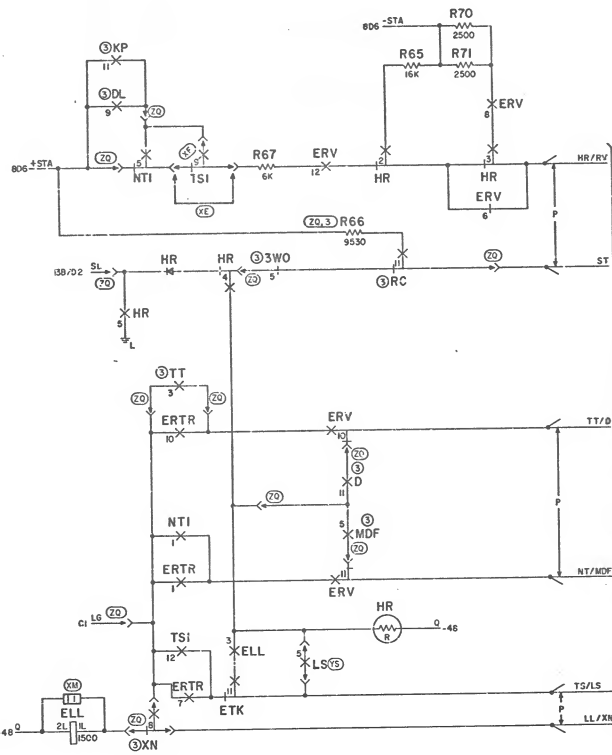 8D6 -STA
R70
2500
R65
16K
R71
2500
③KP
11
③DL
9
ZQ
ERV
8
8D6 +STA
ZQ
5
NTI
XF
5
TSI
R67
6K
ERV
12
2
HR
3
HR
HR/RV
XE
ERV
6
P
ZQ,3 R66
9530
13B/D2 SL
ZQ
HR
HR
4
ZQ
③3WO
5
11
③RC
ZQ
ST
5 HR
L
③TT
3
ZQ
ZQ
ERTR
10
ERV
10
TT/D
ZQ
③
D
11
ZQ
P
NTI
1
5 ③
MDF
ZQ
ERTR
1
11
ERV
NT/MDF
C1 LG ZQ
HR
R
Q -48
TSI
12
3 ELL
5
LS YS
ERTR
7
11
ETK
TS/LS
XM
ELL
P
-48 Q
2L 1L
1500
ZQ
8
③XN
LL/XN